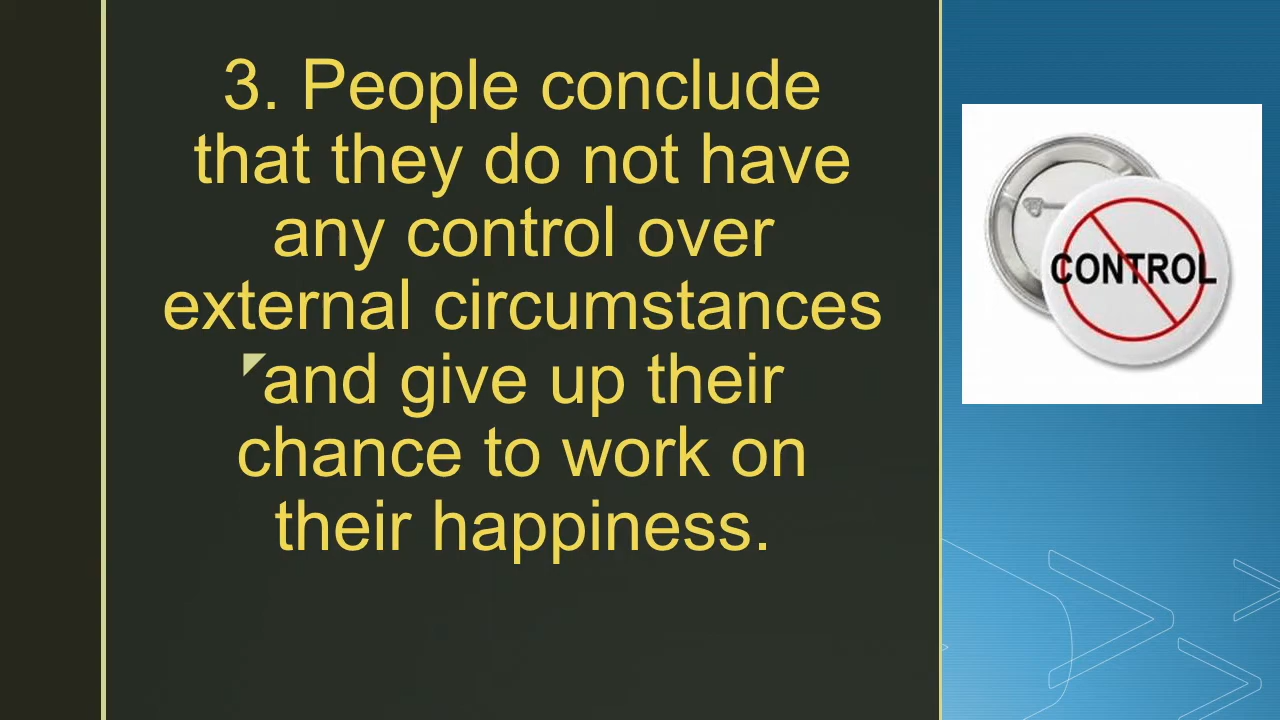 3. People conclude
that they do not have
any control over
external circumstances
and give up their
chance to work on
their happiness.
CONTROL